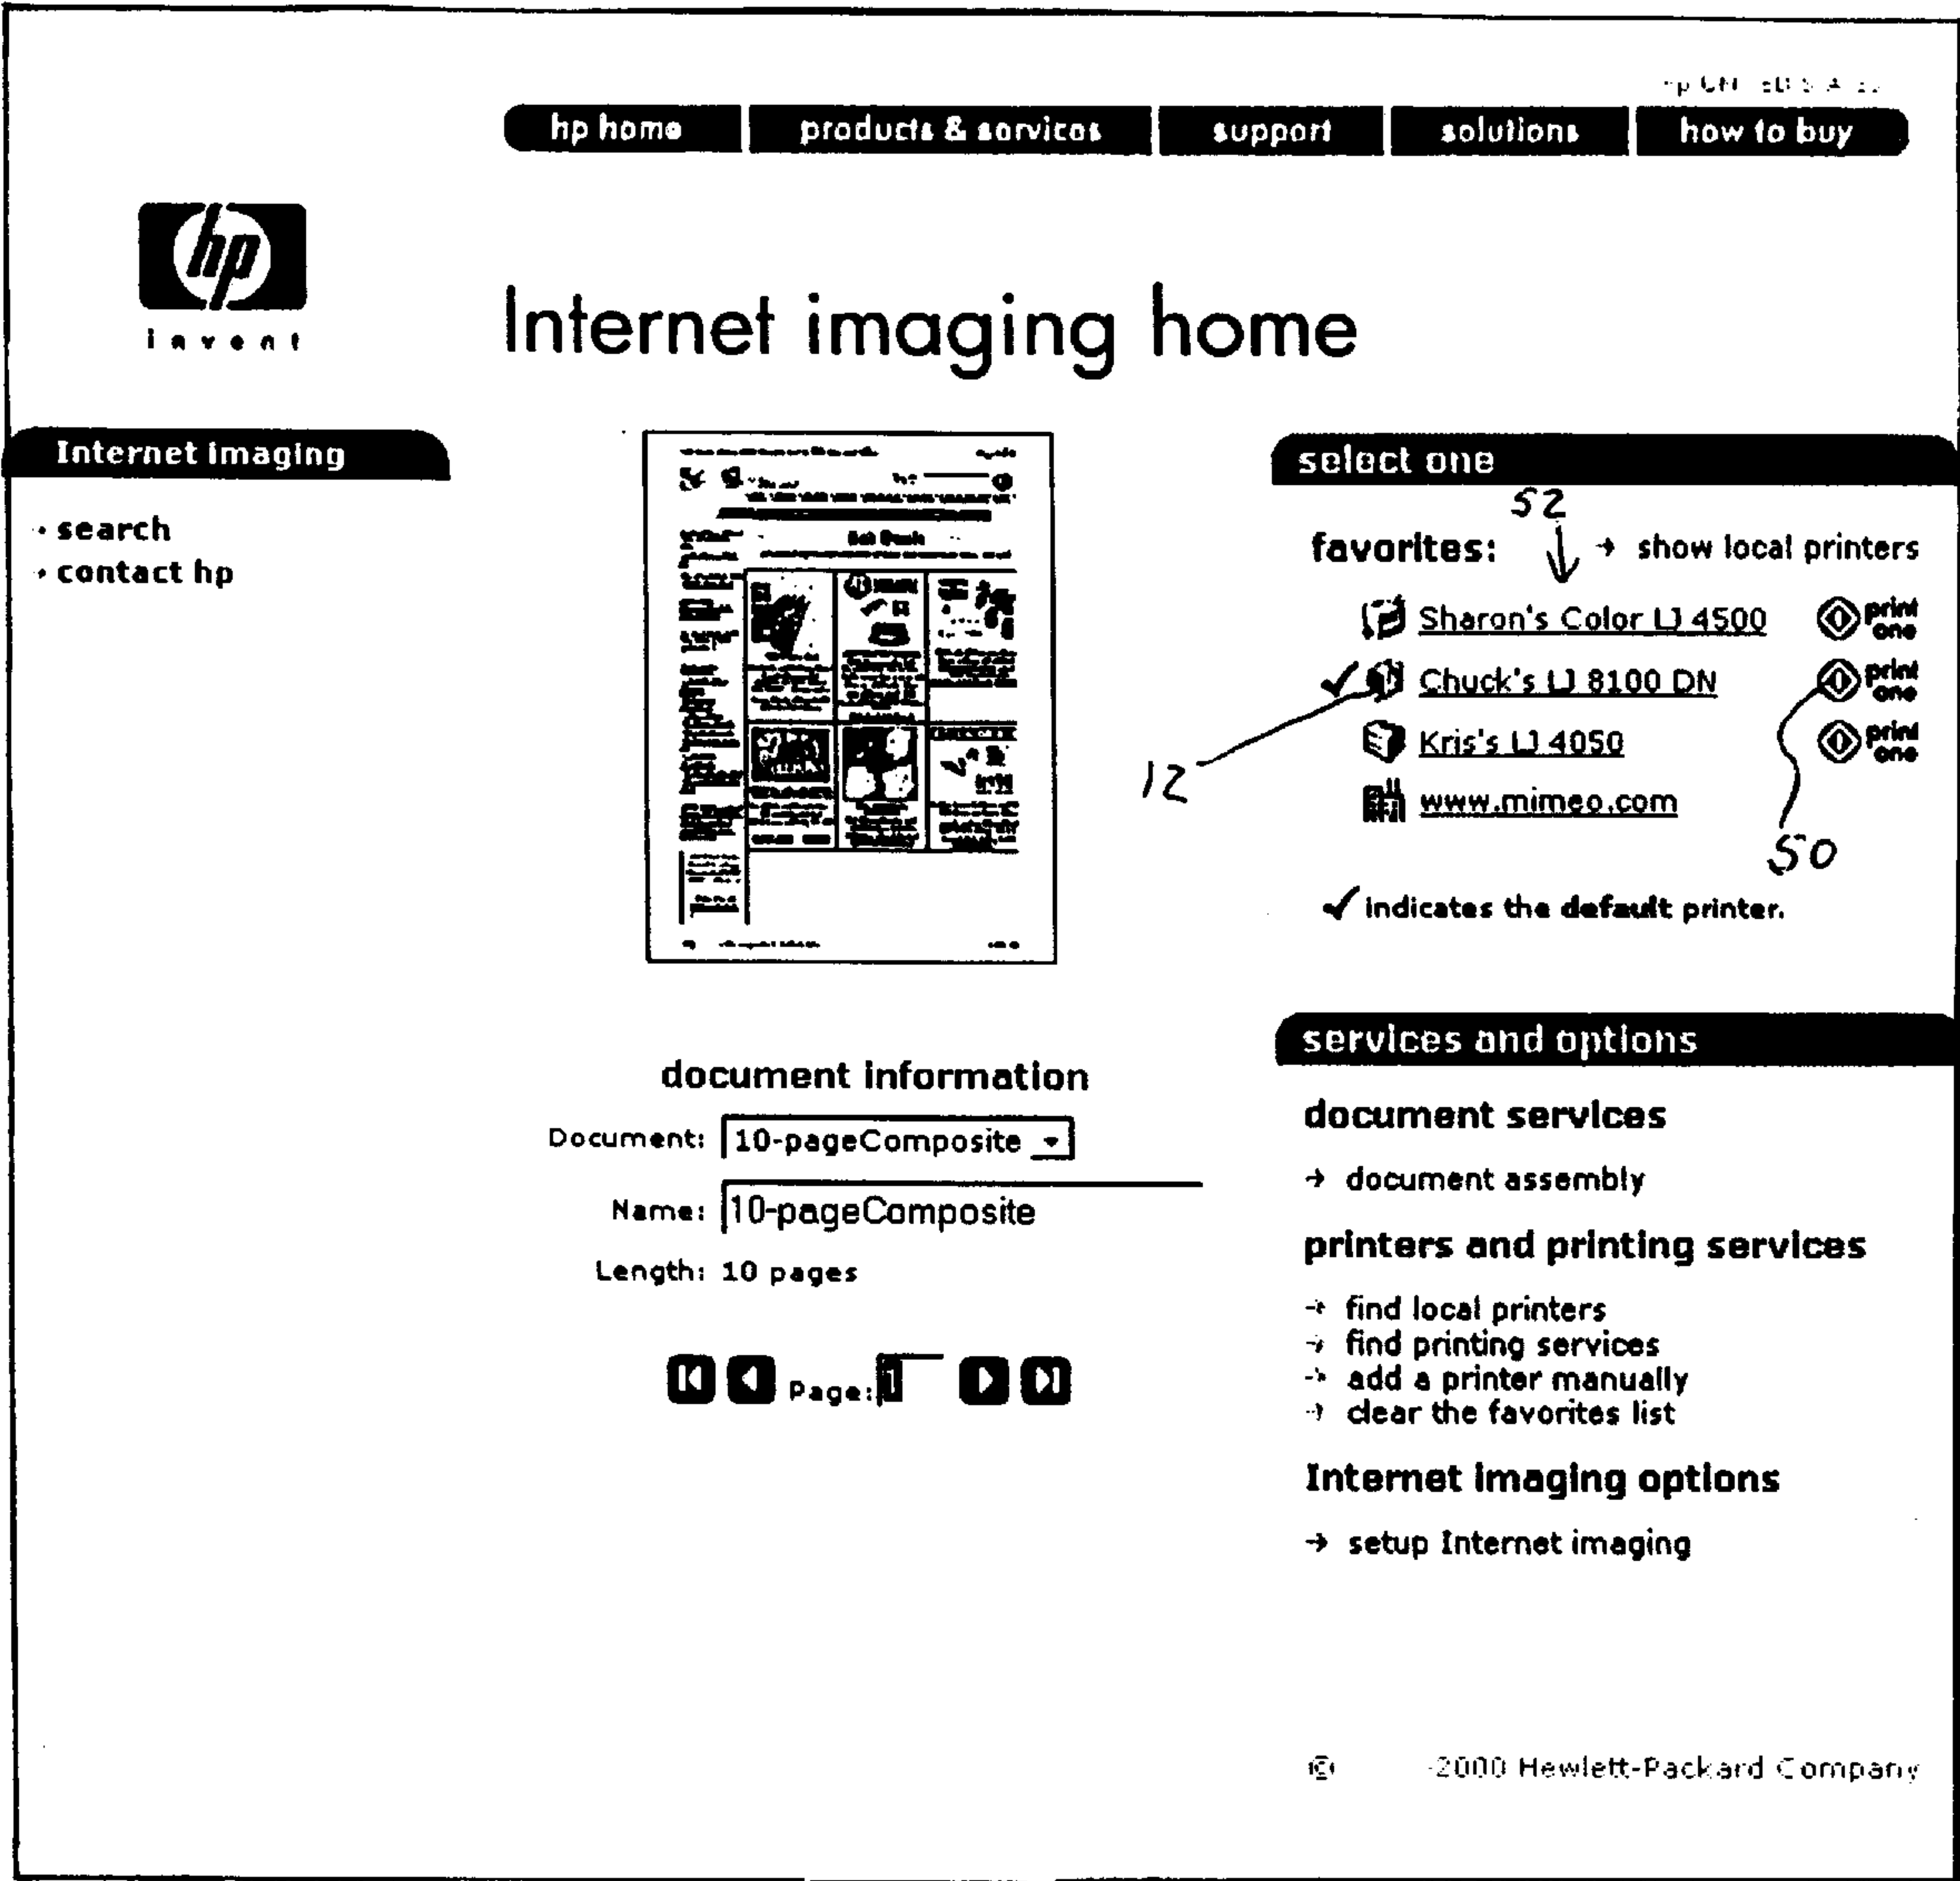 hp home
products & services
support
solutions
how to buy
hp
invent
Internet imaging home
Internet imaging
search
contact hp
select one
52
favorites:
→ show local printers
Sharon's Color LJ 4500
print one
✓ Chuck's LJ 8100 DN
print one
Kris's LJ 4050
print one
12
www.mimeo.com
50
✓ indicates the default printer.
document information
Document: 10-pageComposite
Name: 10-pageComposite
Length: 10 pages
Page: 1
services and options
document services
→ document assembly
printers and printing services
→ find local printers
→ find printing services
→ add a printer manually
→ clear the favorites list
Internet imaging options
→ setup Internet imaging
© 2000 Hewlett-Packard Company